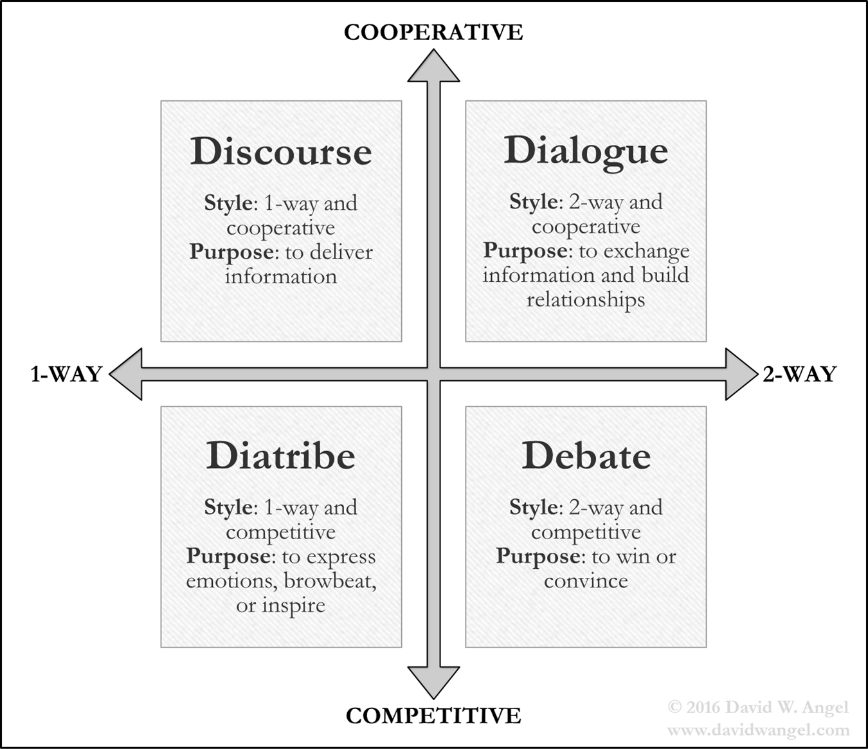 COOPERATIVE
Discourse
Style: 1-way and
cooperative
Purpose: to deliver
information
Dialogue
Style: 2-way and
cooperative
Purpose: to exchange
information and build
relationships
1-WAY
2-WAY
Diatribe
Style: 1-way and
competitive
Purpose: to express
emotions, browbeat,
or inspire
Debate
Style: 2-way and
competitive
Purpose: to win or
convince
COMPETITIVE
© 2016 David W. Angel
www.davidwangel.com